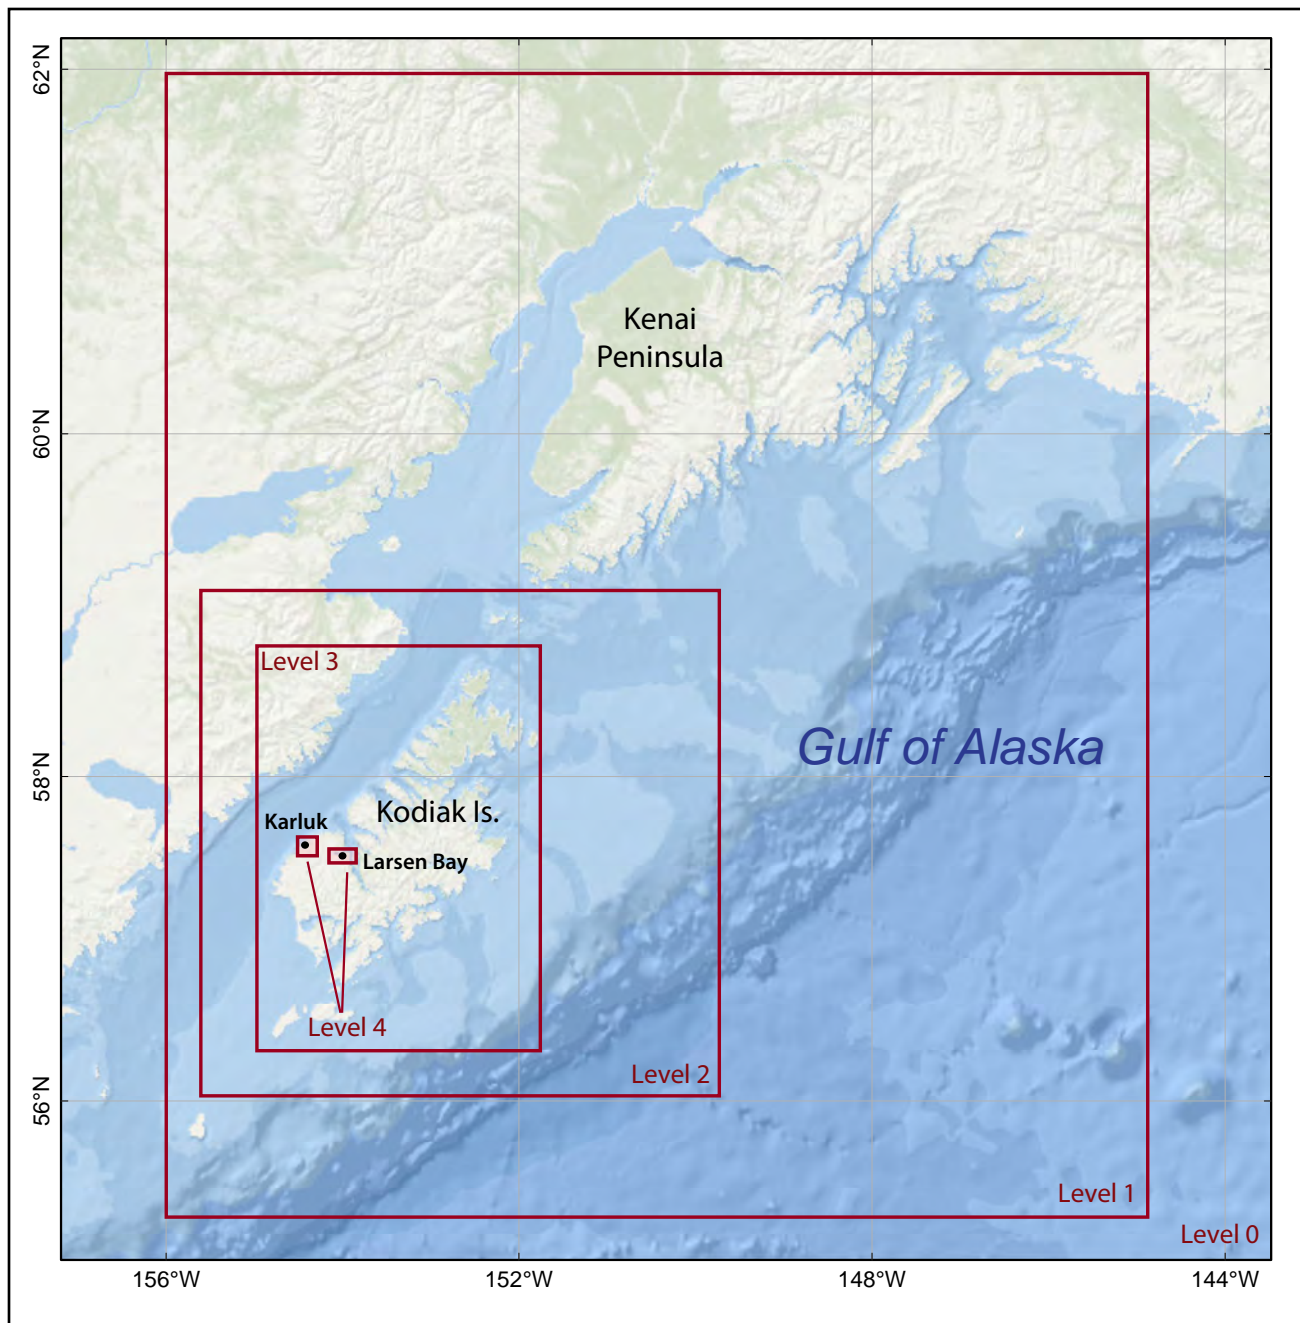 62°N
60°N
58°N
56°N
Kenai
Peninsula
Level 3
Gulf of Alaska
Kodiak Is.
Karluk
Larsen Bay
Level 4
Level 2
Level 1
Level 0
156°W
152°W
148°W
144°W